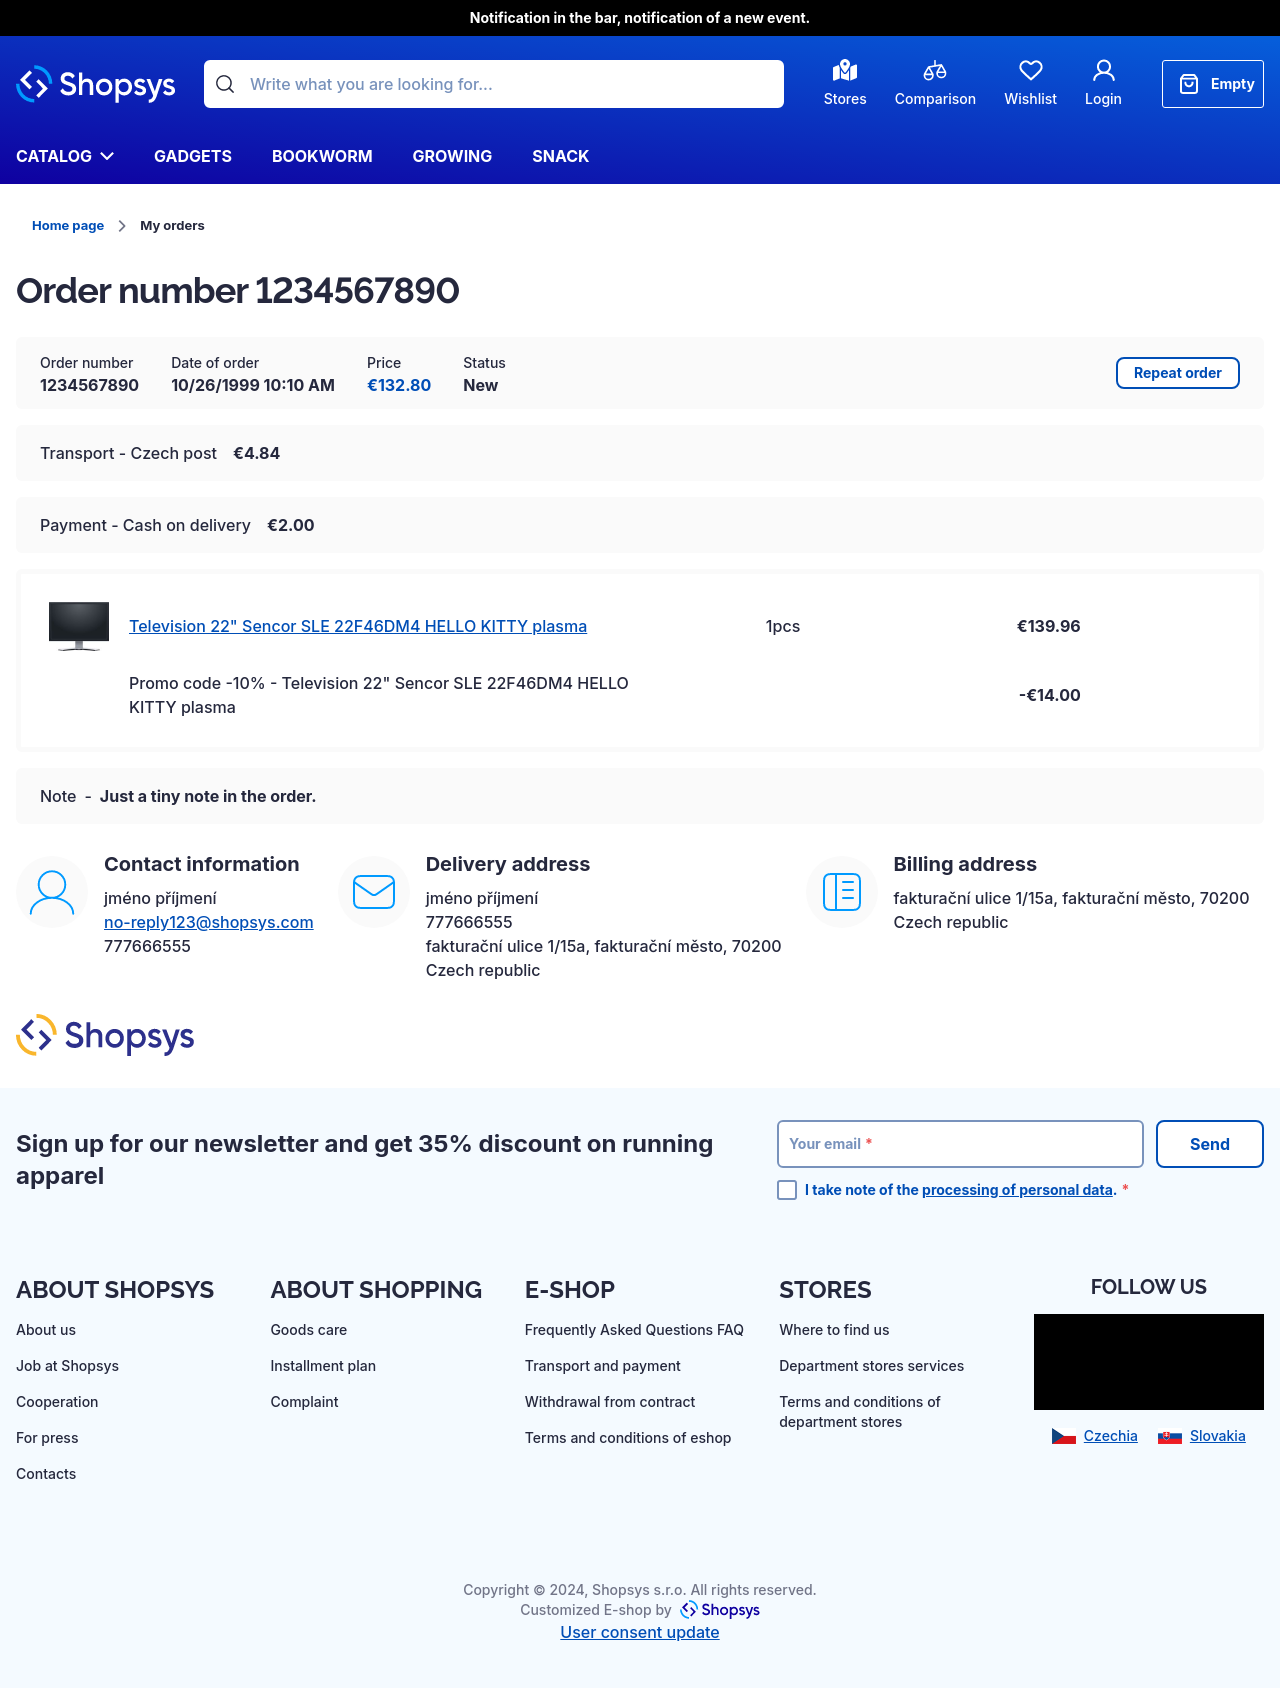 Notification in the bar, notification of a new event.
Shopsys
Write what you are looking for...
Stores
Comparison
Wishlist
Login
Empty
CATALOG
GADGETS
BOOKWORM
GROWING
SNACK
Home page
My orders
Order number 1234567890
Order number
1234567890
Date of order
10/26/1999 10:10 AM
Price
€132.80
Status
New
Repeat order
Transport - Czech post €4.84
Payment - Cash on delivery €2.00
Television 22" Sencor SLE 22F46DM4 HELLO KITTY plasma
1pcs
€139.96
Promo code -10% - Television 22" Sencor SLE 22F46DM4 HELLO
KITTY plasma
-€14.00
Note - Just a tiny note in the order.
Contact information
jméno příjmení
no-reply123@shopsys.com
777666555
Delivery address
jméno příjmení
777666555
fakturační ulice 1/15a, fakturační město, 70200
Czech republic
Billing address
fakturační ulice 1/15a, fakturační město, 70200
Czech republic
Shopsys
Sign up for our newsletter and get 35% discount on running
apparel
Your email *
Send
I take note of the processing of personal data. *
ABOUT SHOPSYS
About us
Job at Shopsys
Cooperation
For press
Contacts
ABOUT SHOPPING
Goods care
Installment plan
Complaint
E-SHOP
Frequently Asked Questions FAQ
Transport and payment
Withdrawal from contract
Terms and conditions of eshop
STORES
Where to find us
Department stores services
Terms and conditions of
department stores
FOLLOW US
Czechia
Slovakia
Copyright © 2024, Shopsys s.r.o. All rights reserved.
Customized E-shop by Shopsys
User consent update